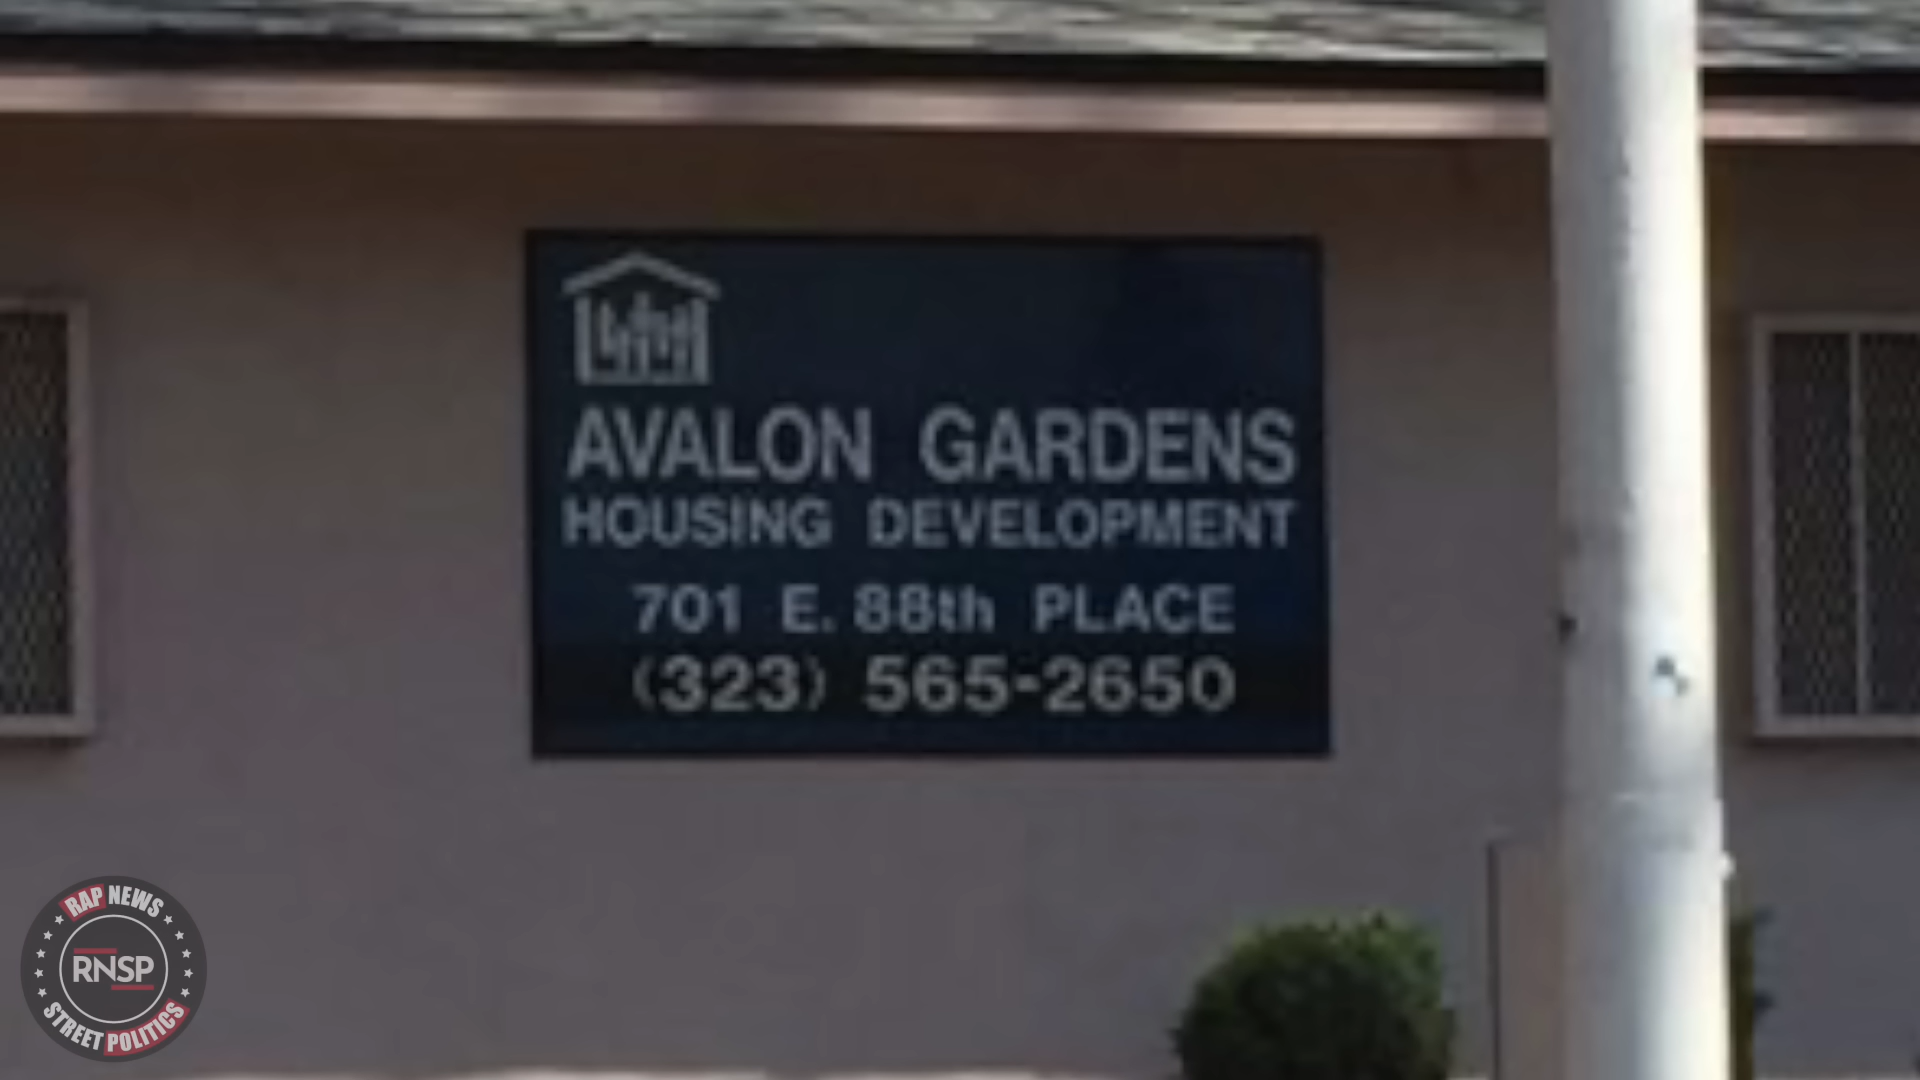 AVALON GARDENS
HOUSING DEVELOPMENT
701 E. 88th PLACE
(323) 565-2650
RAP NEWS
RNSP
STREET POLITICS